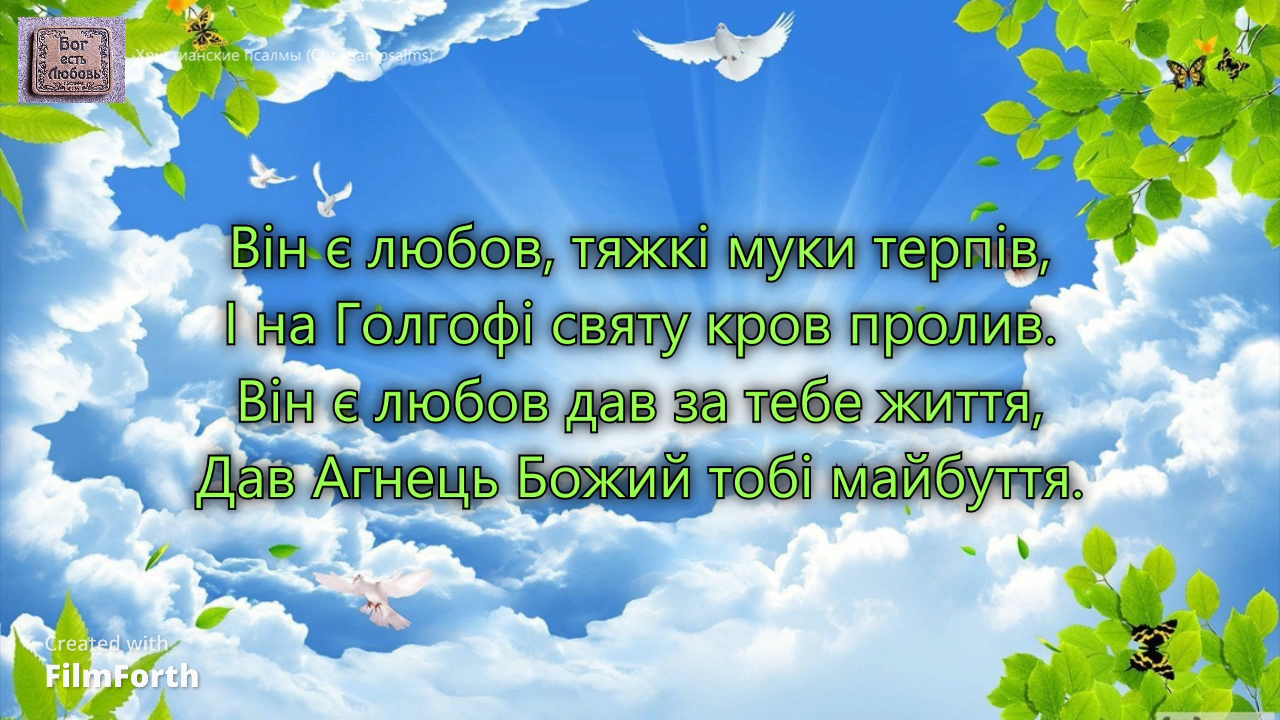 Бог
есть
Любовь
Христианские псалмы (Christian psalms)
Він є любов, тяжкі муки терпів,
І на Голгофі святу кров пролив.
Він є любов дав за тебе життя,
Дав Агнець Божий тобі майбуття.
Created with
FilmForth